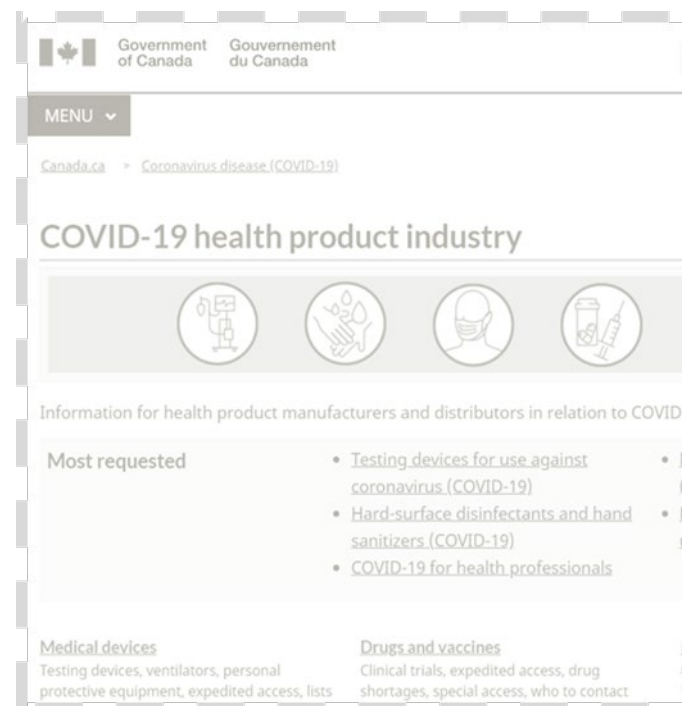 Government Gouvernement
of Canada du Canada
MENU
Canada.ca > Coronavirus disease (COVID-19)
COVID-19 health product industry
Information for health product manufacturers and distributors in relation to COVID
Most requested
• Testing devices for use against
coronavirus (COVID-19)
• Hard-surface disinfectants and hand
sanitizers (COVID-19)
• COVID-19 for health professionals
Medical devices
Testing devices, ventilators, personal
protective equipment, expedited access, lists
Drugs and vaccines
Clinical trials, expedited access, drug
shortages, special access, who to contact